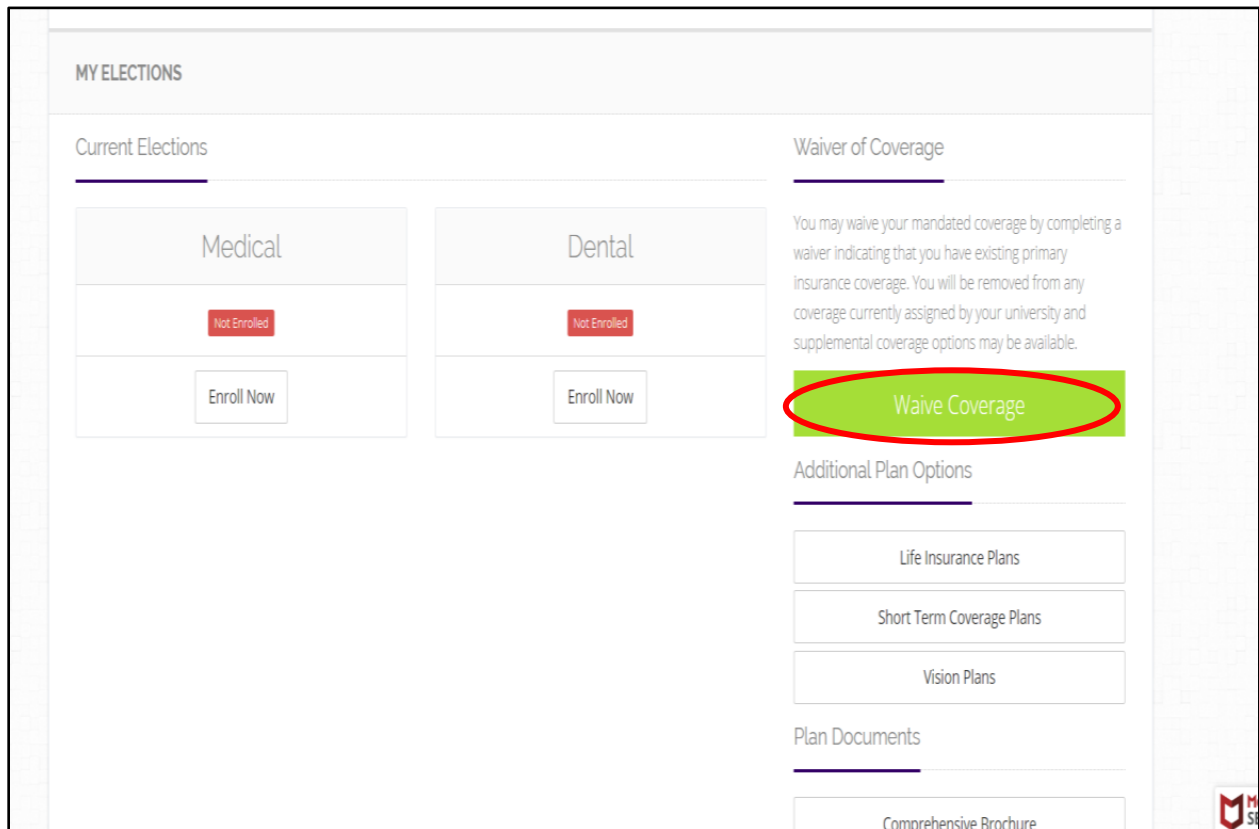 MY ELECTIONS
Current Elections
Medical
Not Enrolled
Enroll Now
Dental
Not Enrolled
Enroll Now
Waiver of Coverage
You may waive your mandated coverage by completing a
waiver indicating that you have existing primary
insurance coverage. You will be removed from any
coverage currently assigned by your university and
supplemental coverage options may be available.
Waive Coverage
Additional Plan Options
Life Insurance Plans
Short Term Coverage Plans
Vision Plans
Plan Documents
Comprehensive Brochure